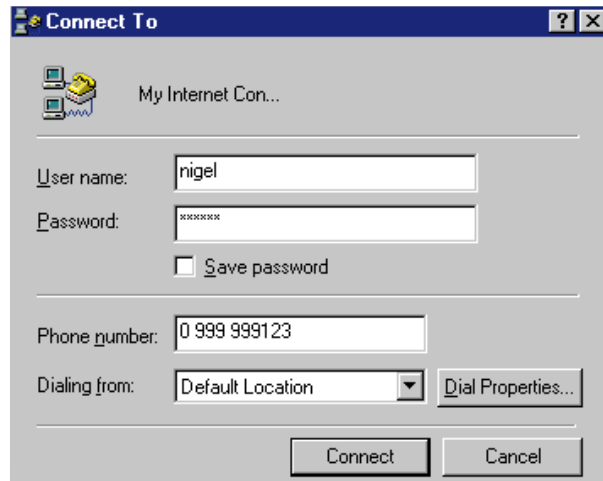 Connect To
My Internet Con...
User name: nigel
Password: ******
Save password
Phone number: 0 999 999123
Dialing from: Default Location Dial Properties...
Connect Cancel